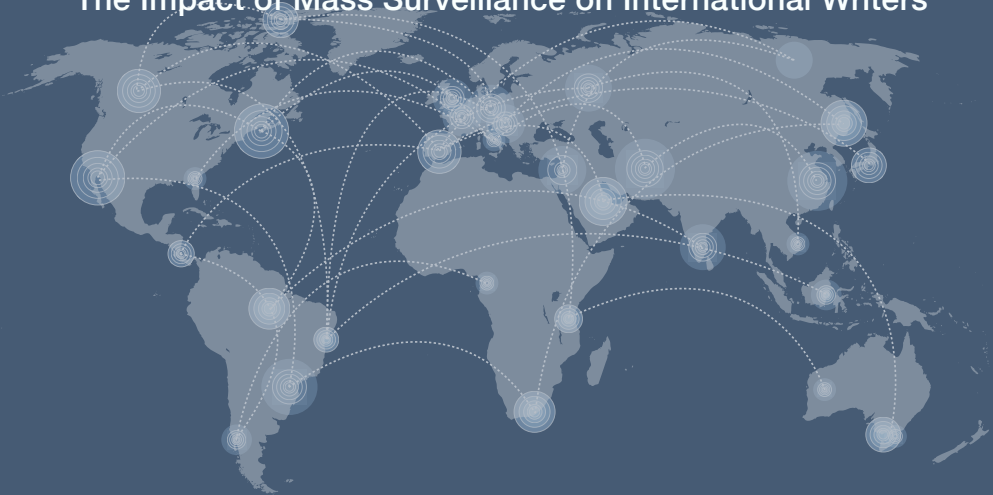 The Impact of Mass Surveillance on International Writers